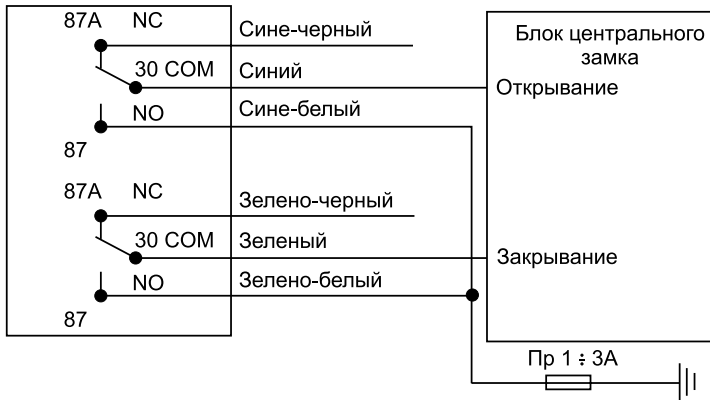 87A NC
Сине-черный
30 COM
Синий
NO
Сине-белый
87
87A NC
Зелено-черный
30 COM
Зеленый
NO
Зелено-белый
87
Блок центрального
замка
Открывание
Закрывание
Пр 1 ÷ 3А